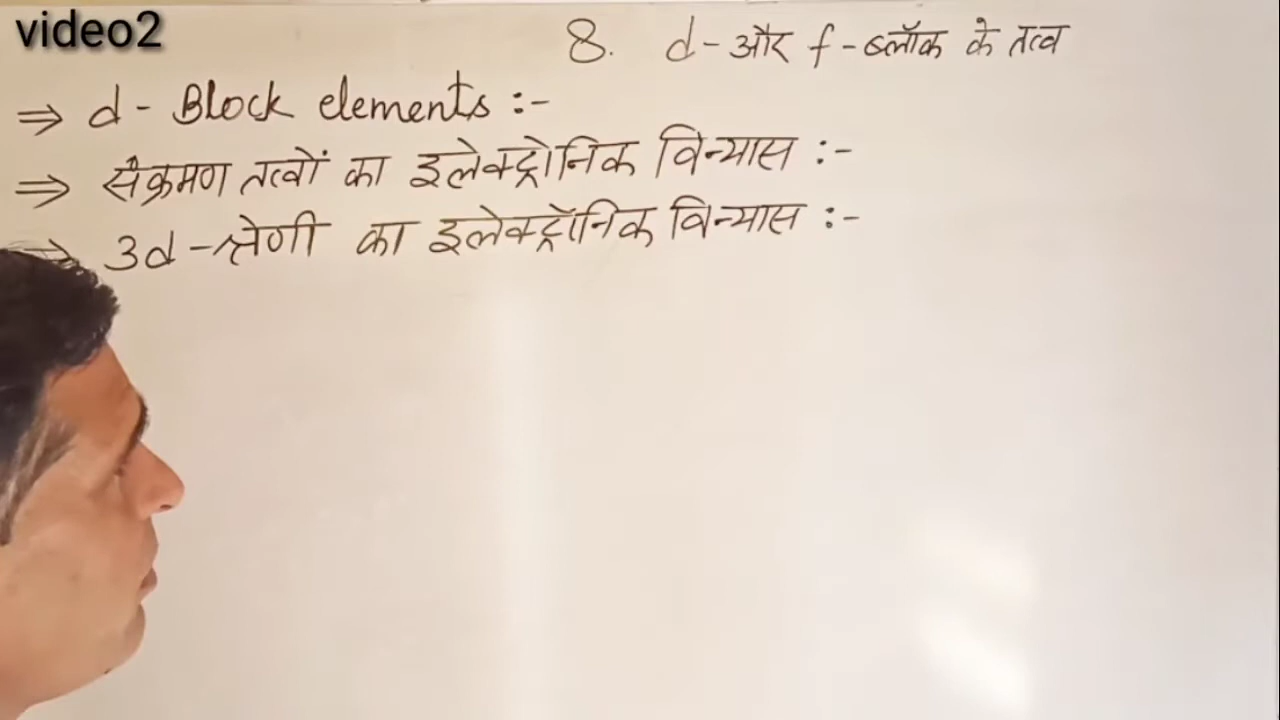 video2
8. d-और f-ब्लॉक के तत्व
⇒ d- Block elements :-
⇒ संक्रमण तत्वों का इलेक्ट्रोनिक विन्यास :-
⇒ 3d-श्रेणी का इलेक्ट्रॉनिक विन्यास :-